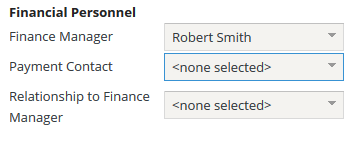 Financial Personnel
Finance Manager Robert Smith
Payment Contact <none selected>
Relationship to Finance Manager <none selected>